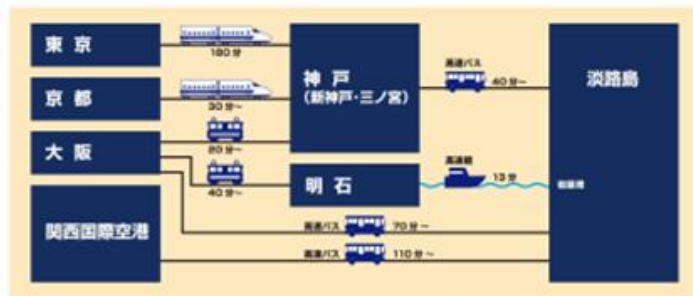 東京
180分
京都
30分～
大阪
20分～
40分～
関西国際空港
神戸
(新神戸・三ノ宮)
明石
高速バス
40分～
高速船
13分
高速バス
70分～
高速バス
110分～
淡路島